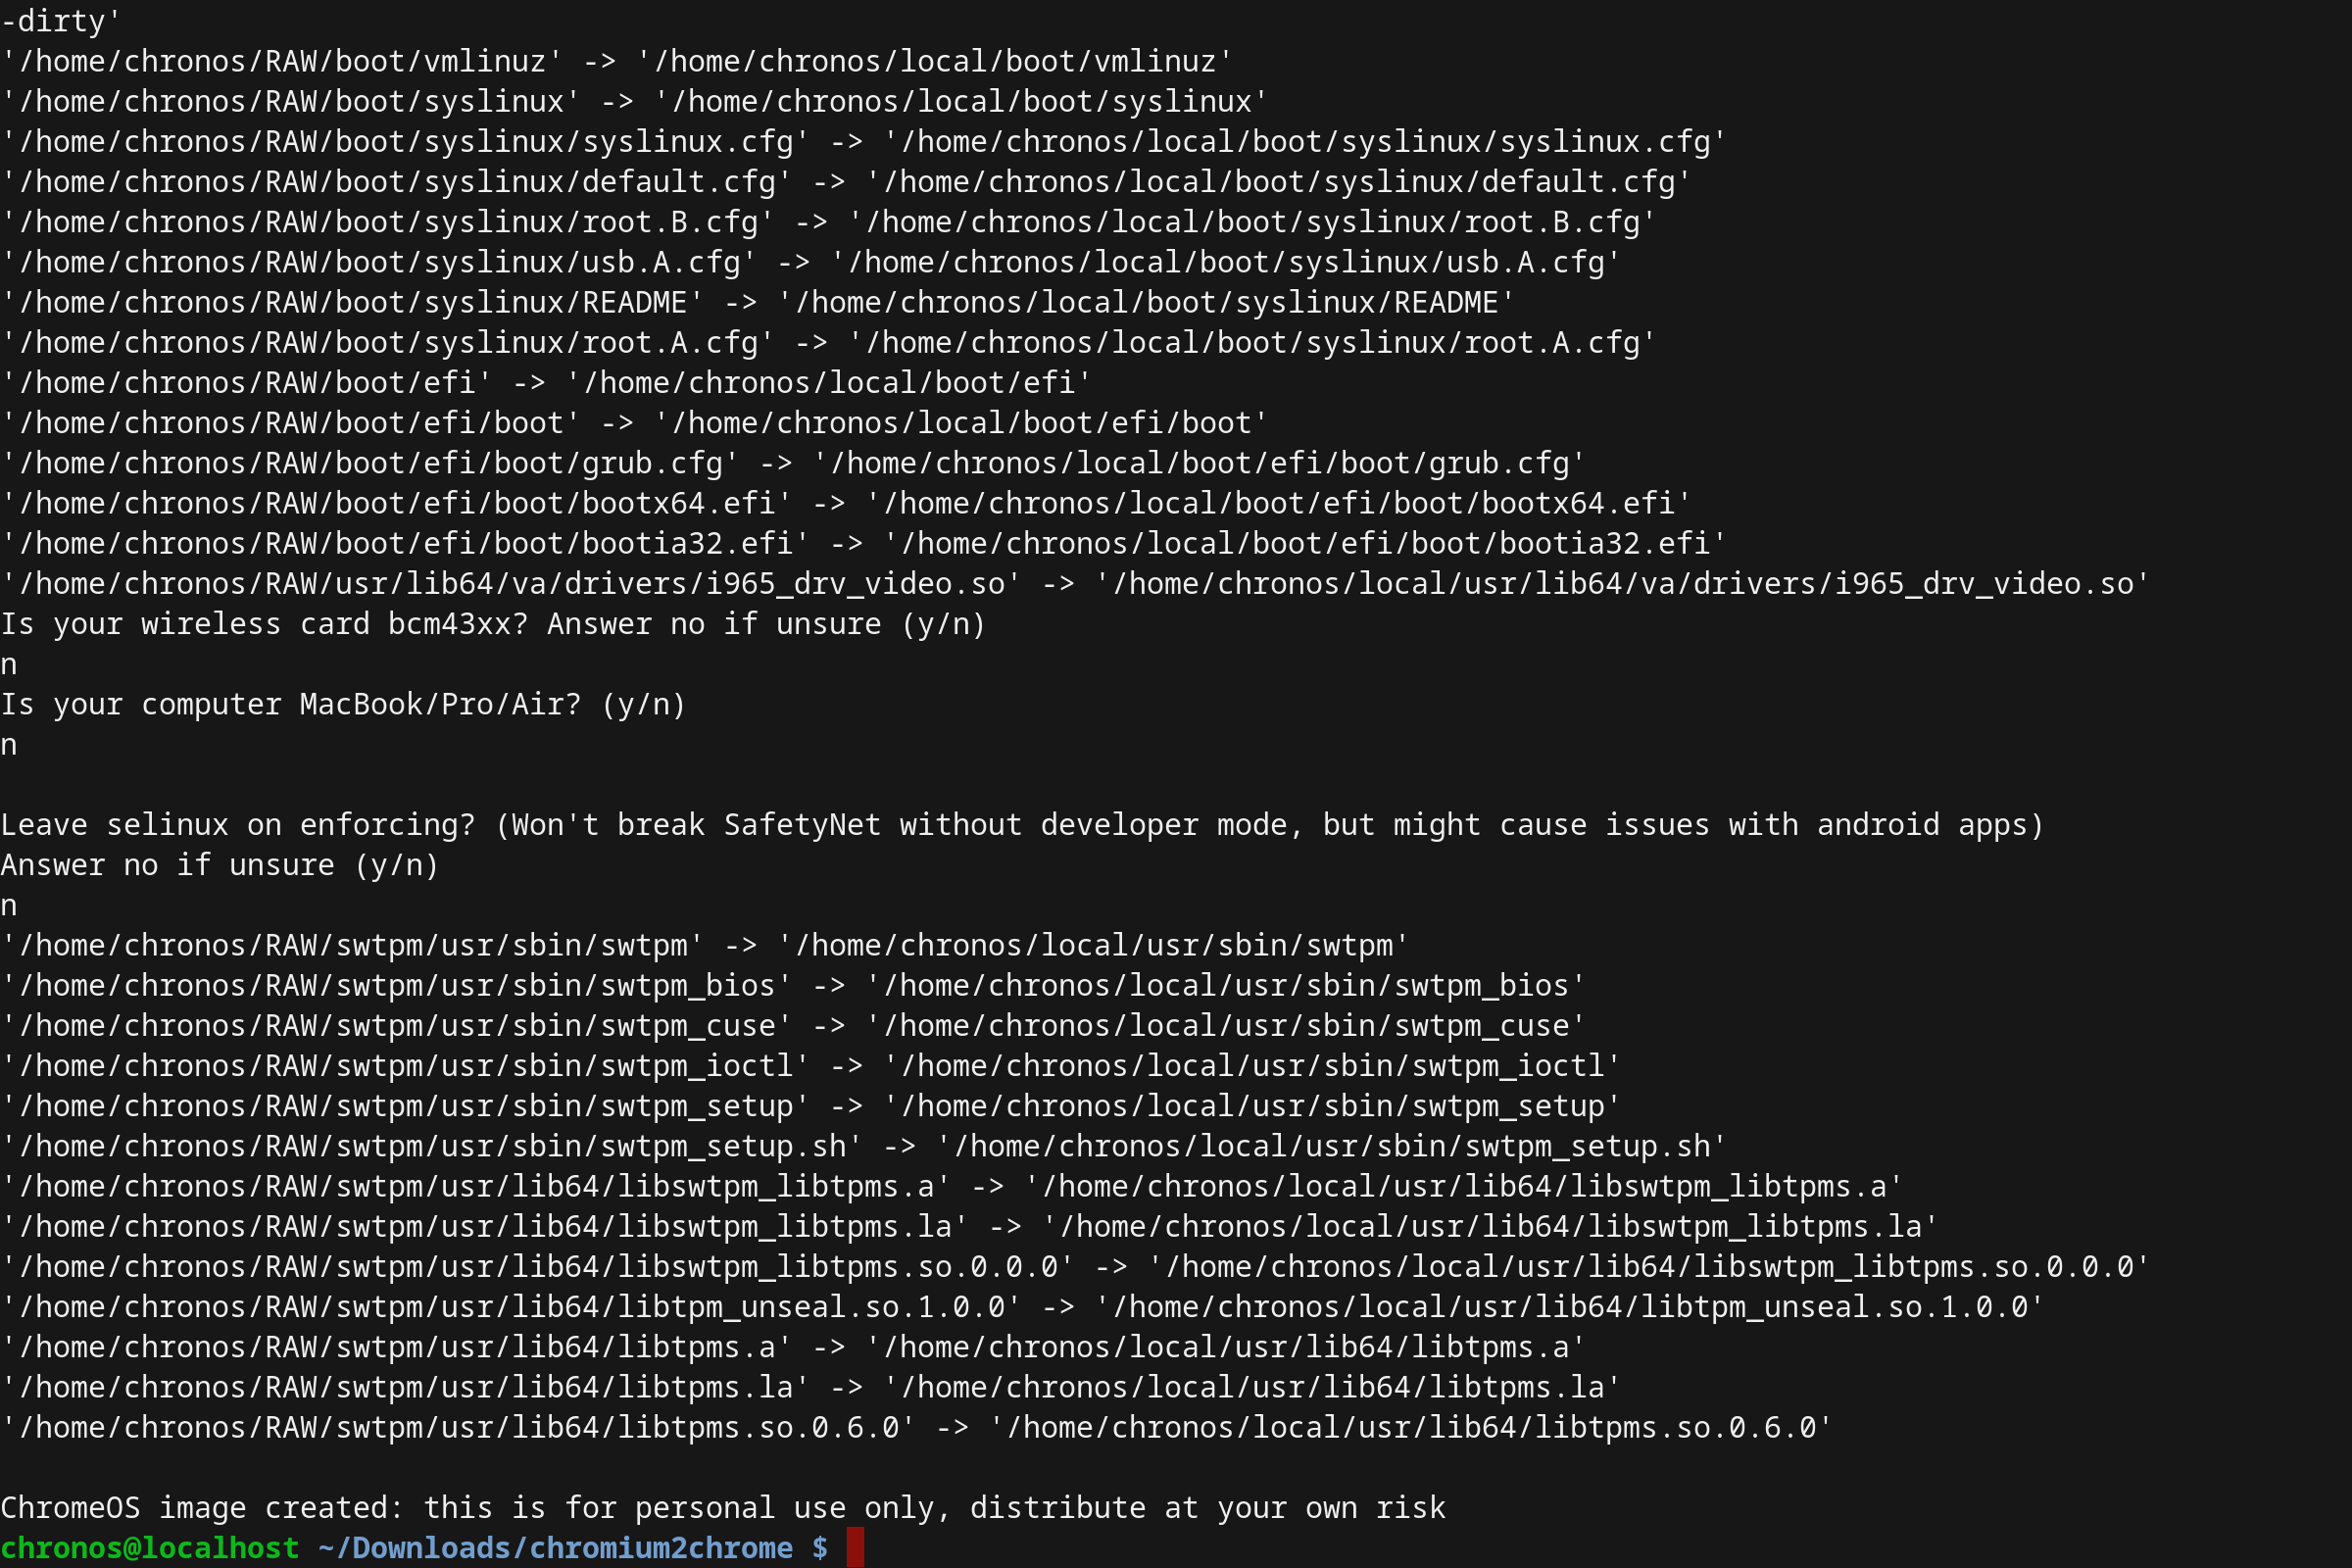 -dirty'
'/home/chronos/RAW/boot/vmlinuz' -> '/home/chronos/local/boot/vmlinuz'
'/home/chronos/RAW/boot/syslinux' -> '/home/chronos/local/boot/syslinux'
'/home/chronos/RAW/boot/syslinux/syslinux.cfg' -> '/home/chronos/local/boot/syslinux/syslinux.cfg'
'/home/chronos/RAW/boot/syslinux/default.cfg' -> '/home/chronos/local/boot/syslinux/default.cfg'
'/home/chronos/RAW/boot/syslinux/root.B.cfg' -> '/home/chronos/local/boot/syslinux/root.B.cfg'
'/home/chronos/RAW/boot/syslinux/usb.A.cfg' -> '/home/chronos/local/boot/syslinux/usb.A.cfg'
'/home/chronos/RAW/boot/syslinux/README' -> '/home/chronos/local/boot/syslinux/README'
'/home/chronos/RAW/boot/syslinux/root.A.cfg' -> '/home/chronos/local/boot/syslinux/root.A.cfg'
'/home/chronos/RAW/boot/efi' -> '/home/chronos/local/boot/efi'
'/home/chronos/RAW/boot/efi/boot' -> '/home/chronos/local/boot/efi/boot'
'/home/chronos/RAW/boot/efi/boot/grub.cfg' -> '/home/chronos/local/boot/efi/boot/grub.cfg'
'/home/chronos/RAW/boot/efi/boot/bootx64.efi' -> '/home/chronos/local/boot/efi/boot/bootx64.efi'
'/home/chronos/RAW/boot/efi/boot/bootia32.efi' -> '/home/chronos/local/boot/efi/boot/bootia32.efi'
'/home/chronos/RAW/usr/lib64/va/drivers/i965_drv_video.so' -> '/home/chronos/local/usr/lib64/va/drivers/i965_drv_video.so'
Is your wireless card bcm43xx? Answer no if unsure (y/n)
n
Is your computer MacBook/Pro/Air? (y/n)
n
Leave selinux on enforcing? (Won't break SafetyNet without developer mode, but might cause issues with android apps)
Answer no if unsure (y/n)
n
'/home/chronos/RAW/swtpm/usr/sbin/swtpm' -> '/home/chronos/local/usr/sbin/swtpm'
'/home/chronos/RAW/swtpm/usr/sbin/swtpm_bios' -> '/home/chronos/local/usr/sbin/swtpm_bios'
'/home/chronos/RAW/swtpm/usr/sbin/swtpm_cuse' -> '/home/chronos/local/usr/sbin/swtpm_cuse'
'/home/chronos/RAW/swtpm/usr/sbin/swtpm_ioctl' -> '/home/chronos/local/usr/sbin/swtpm_ioctl'
'/home/chronos/RAW/swtpm/usr/sbin/swtpm_setup' -> '/home/chronos/local/usr/sbin/swtpm_setup'
'/home/chronos/RAW/swtpm/usr/sbin/swtpm_setup.sh' -> '/home/chronos/local/usr/sbin/swtpm_setup.sh'
'/home/chronos/RAW/swtpm/usr/lib64/libswtpm_libtpms.a' -> '/home/chronos/local/usr/lib64/libswtpm_libtpms.a'
'/home/chronos/RAW/swtpm/usr/lib64/libswtpm_libtpms.la' -> '/home/chronos/local/usr/lib64/libswtpm_libtpms.la'
'/home/chronos/RAW/swtpm/usr/lib64/libswtpm_libtpms.so.0.0.0' -> '/home/chronos/local/usr/lib64/libswtpm_libtpms.so.0.0.0'
'/home/chronos/RAW/swtpm/usr/lib64/libtpm_unseal.so.1.0.0' -> '/home/chronos/local/usr/lib64/libtpm_unseal.so.1.0.0'
'/home/chronos/RAW/swtpm/usr/lib64/libtpms.a' -> '/home/chronos/local/usr/lib64/libtpms.a'
'/home/chronos/RAW/swtpm/usr/lib64/libtpms.la' -> '/home/chronos/local/usr/lib64/libtpms.la'
'/home/chronos/RAW/swtpm/usr/lib64/libtpms.so.0.6.0' -> '/home/chronos/local/usr/lib64/libtpms.so.0.6.0'
ChromeOS image created: this is for personal use only, distribute at your own risk
chronos@localhost ~/Downloads/chromium2chrome $